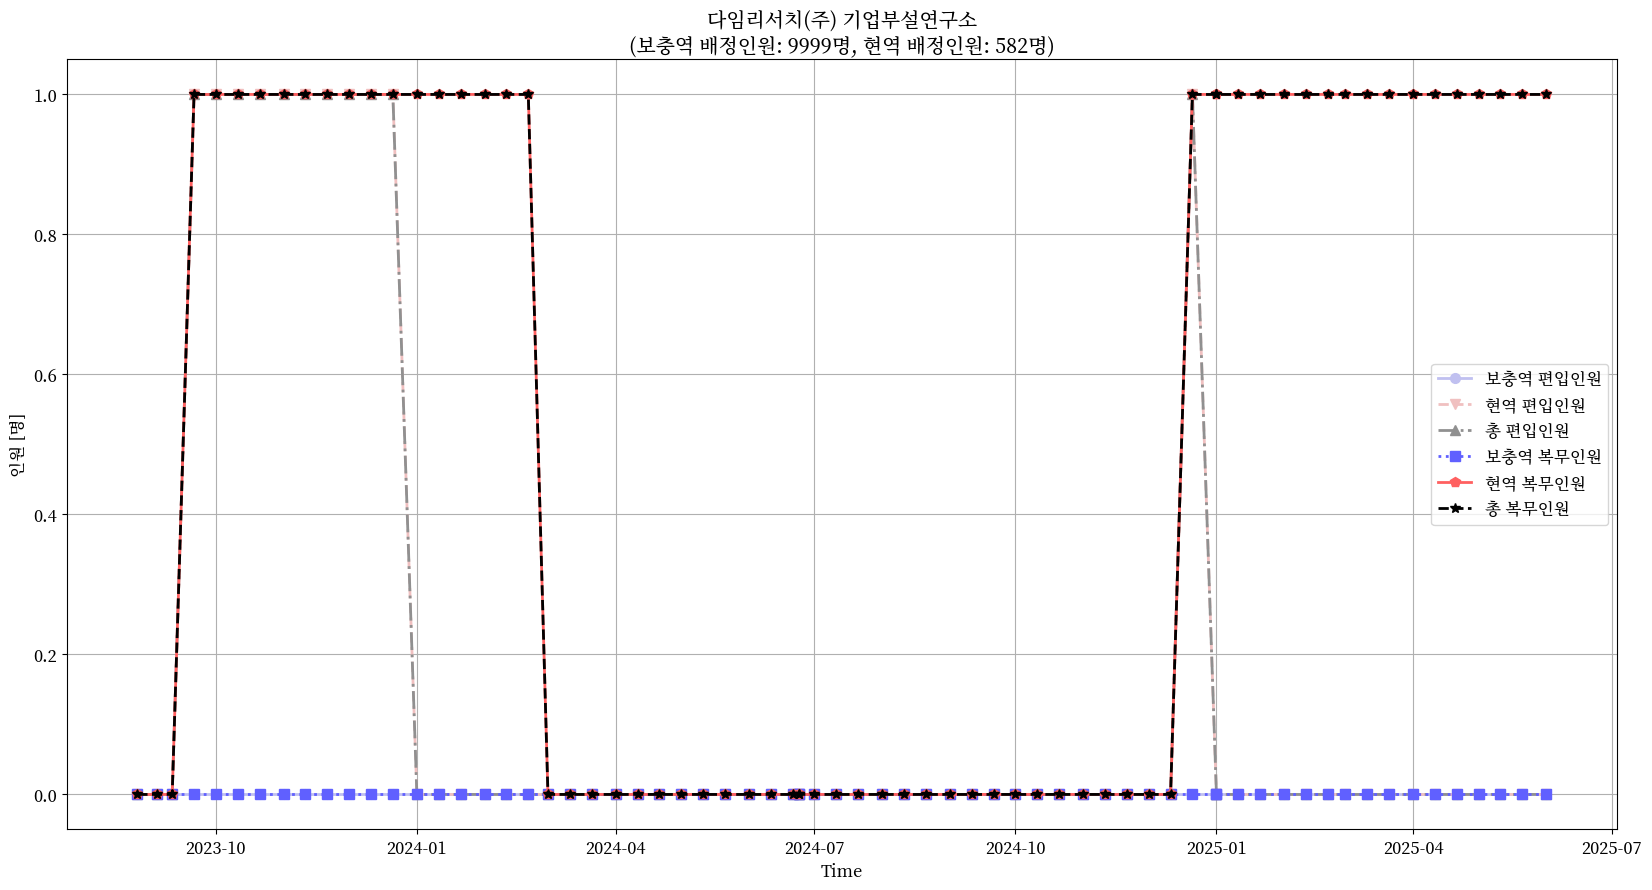 다임리서치(주) 기업부설연구소
(보충역 배정인원: 9999명, 현역 배정인원: 582명)
인원 [명]
1.0
0.8
0.6
0.4
0.2
0.0
보충역 편입인원
현역 편입인원
총 편입인원
보충역 복무인원
현역 복무인원
총 복무인원
2023-10 2024-01 2024-04 2024-07 2024-10 2025-01 2025-04 2025-07
Time